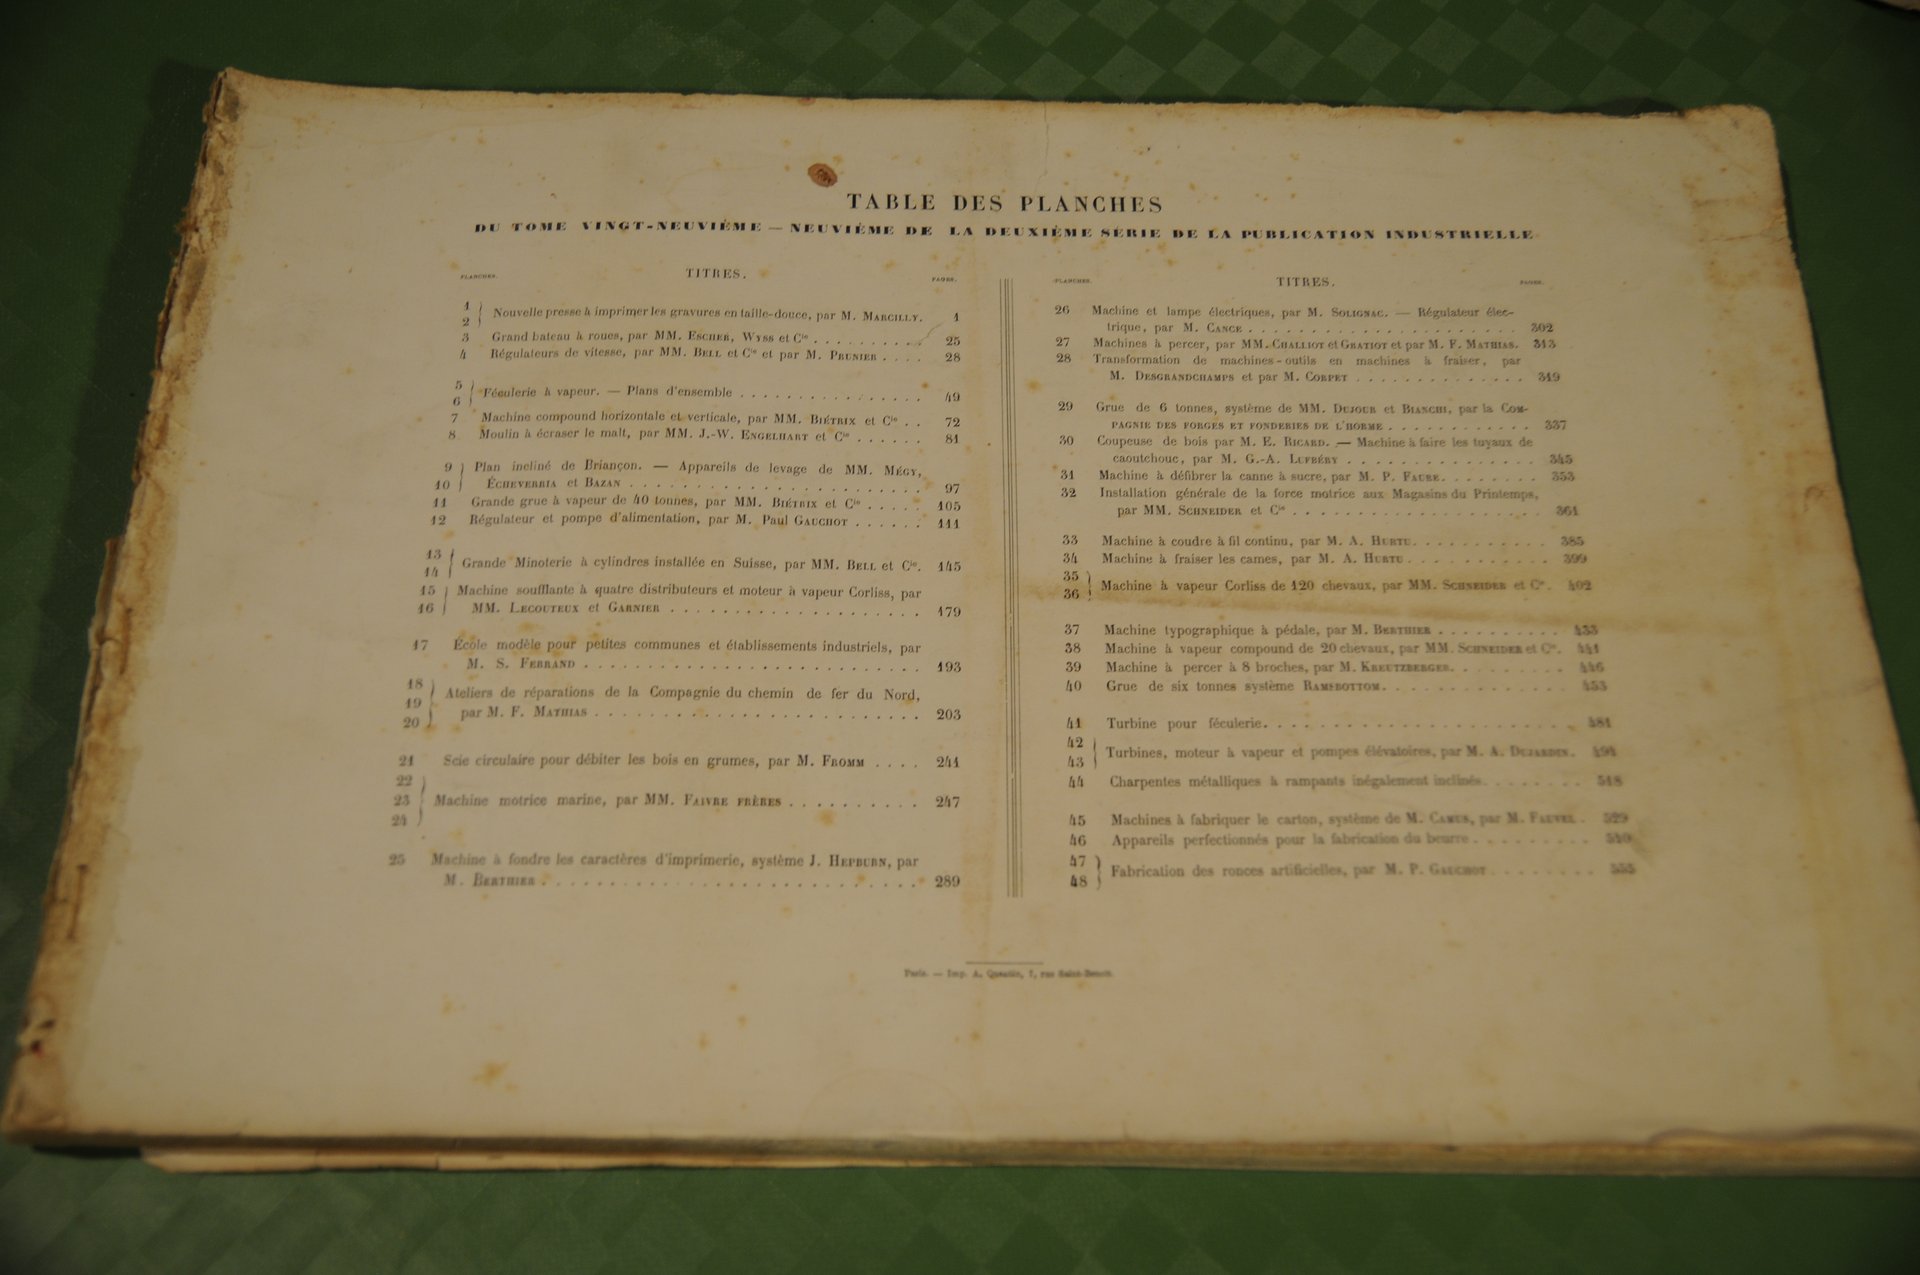 TABLE DES PLANCHES
DU TOME VINGT-NEUVIÈME — NEUVIÈME DE LA DEUXIÈME SÉRIE DE LA PUBLICATION INDUSTRIELLE
PLANCHES. TITRES. PAGES.
1
2 Nouvelle presse à imprimer les gravures en taille-douce, par M. MARCILLY. 1
3 Grand bateau à roues, par MM. ESCHER, WYSS et Cie . . . . . . . . . 25
4 Régulateurs de vitesse, par MM. BELL et Cie et par M. PRUNIER . . . . 28
5
6 Féculerie à vapeur. — Plans d'ensemble . . . . . . . . . . . . . . . 49
7 Machine compound horizontale et verticale, par MM. BIÉTRIX et Cie . . 72
8 Moulin à écraser le malt, par MM. J.-W. ENGELHART et Cie . . . . . . 81
9 Plan incliné de Briançon. — Appareils de levage de MM. MÉGY,
10 ÉCHEVERRIA et BAZAN . . . . . . . . . . . . . . . . . . . . . . 97
11 Grande grue à vapeur de 40 tonnes, par MM. BIÉTRIX et Cie . . . . . 105
12 Régulateur et pompe d'alimentation, par M. Paul GAUCHOT . . . . . . 111
13
14 Grande Minoterie à cylindres installée en Suisse, par MM. BELL et Cie. 145
15 Machine soufflante à quatre distributeurs et moteur à vapeur Corliss, par
16 MM. LECOUTEUX et GARNIER . . . . . . . . . . . . . . . . . . . 179
17 École modèle pour petites communes et établissements industriels, par
M. S. FERRAND . . . . . . . . . . . . . . . . . . . . . . . . . 193
18
19 Ateliers de réparations de la Compagnie du chemin de fer du Nord,
20 par M. F. MATHIAS . . . . . . . . . . . . . . . . . . . . . . . . 203
21 Scie circulaire pour débiter les bois en grumes, par M. FROMM . . . . 241
22
23 Machine motrice marine, par MM. FAIVRE FRÈRES . . . . . . . . . . 247
24
25 Machine à fondre les caractères d'imprimerie, système J. HEPBURN, par
M. BERTHIER . . . . . . . . . . . . . . . . . . . . . . . . . . . 289
PLANCHES. TITRES. PAGES.
26 Machine et lampe électriques, par M. SOLIGNAC. — Régulateur élec-
trique, par M. CANCE . . . . . . . . . . . . . . . . . . . . . . 302
27 Machines à percer, par MM. CHALLIOT et GRATIOT et par M. F. MATHIAS. 313
28 Transformation de machines-outils en machines à fraiser, par
M. DESGRANDCHAMPS et par M. CORPET . . . . . . . . . . . . . 319
29 Grue de 6 tonnes, système de MM. DUJOUR et BIANCHI, par la COM-
PAGNIE DES FORGES ET FONDERIES DE L'HORME . . . . . . . . . . . 337
30 Coupeuse de bois par M. E. RICARD. — Machine à faire les tuyaux de
caoutchouc, par M. G.-A. LUFBÉRY . . . . . . . . . . . . . . . 345
31 Machine à défibrer la canne à sucre, par M. P. FAURE. . . . . . . . 353
32 Installation générale de la force motrice aux Magasins du Printemps,
par MM. SCHNEIDER et Cie . . . . . . . . . . . . . . . . . . . 361
33 Machine à coudre à fil continu, par M. A. HURTU. . . . . . . . . . . 385
34 Machine à fraiser les cames, par M. A. HURTU . . . . . . . . . . . 399
35
36 Machine à vapeur Corliss de 120 chevaux, par MM. SCHNEIDER et Cie. 402
37 Machine typographique à pédale, par M. BERTHIER . . . . . . . . . . 433
38 Machine à vapeur compound de 20 chevaux, par MM. SCHNEIDER et Cie. 441
39 Machine à percer à 8 broches, par M. KREUTZBERGER. . . . . . . . 446
40 Grue de six tonnes système RAMSBOTTOM. . . . . . . . . . . . . 453
41 Turbine pour féculerie. . . . . . . . . . . . . . . . . . . . . . . 481
42
43 Turbines, moteur à vapeur et pompes élévatoires, par M. A. DUJARDIN. 491
44 Charpentes métalliques à rampants inégalement inclinés. . . . . . . . 518
45 Machines à fabriquer le carton, système de M. CAMUS, par M. FAUVEL . 529
46 Appareils perfectionnés pour la fabrication du beurre . . . . . . . . . 540
47
48 Fabrication des ronces artificielles, par M. P. GAUCHOT . . . . . . . . 555
Paris. — Imp. A. Quantin, 7, rue Saint-Benoit.